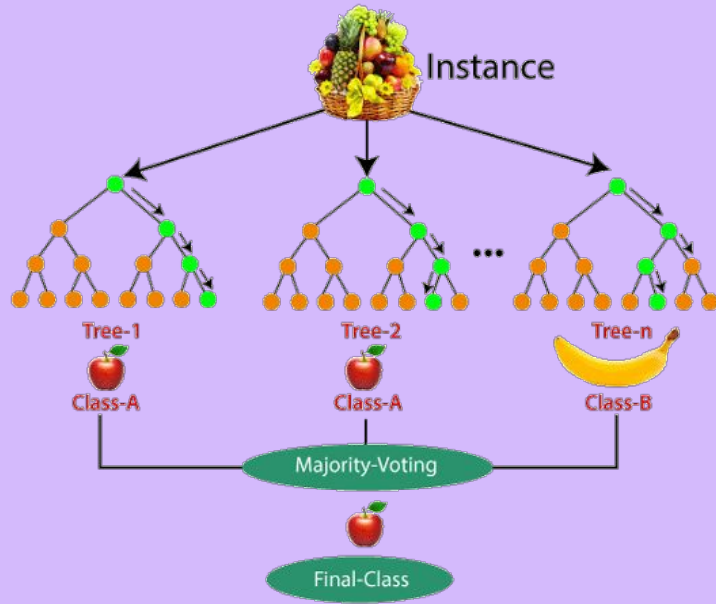 Instance
...
Tree-1
Tree-2
Tree-n
Class-A
Class-A
Class-B
Majority-Voting
Final-Class